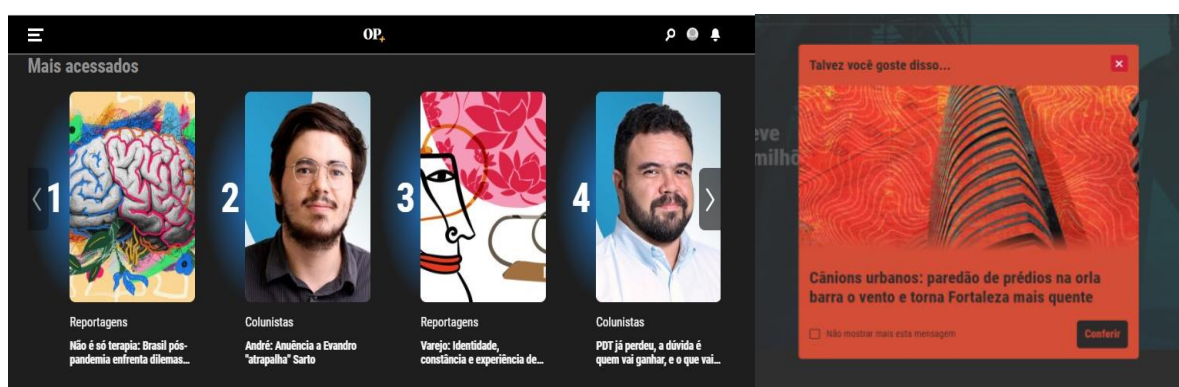 OP+
Mais acessados
1
2
3
4
Reportagens
Não é só terapia: Brasil pós-
pandemia enfrenta dilemas...
Colunistas
André: Anuência a Evandro
"atrapalha" Sarto
Reportagens
Varejo: Identidade,
constância e experiência de...
Colunistas
PDT já perdeu, a dúvida é
quem vai ganhar, e o que vai...
eve
milhõ
Talvez você goste disso...
Cânions urbanos: paredão de prédios na orla
barra o vento e torna Fortaleza mais quente
Não mostrar mais esta mensagem
Conferir